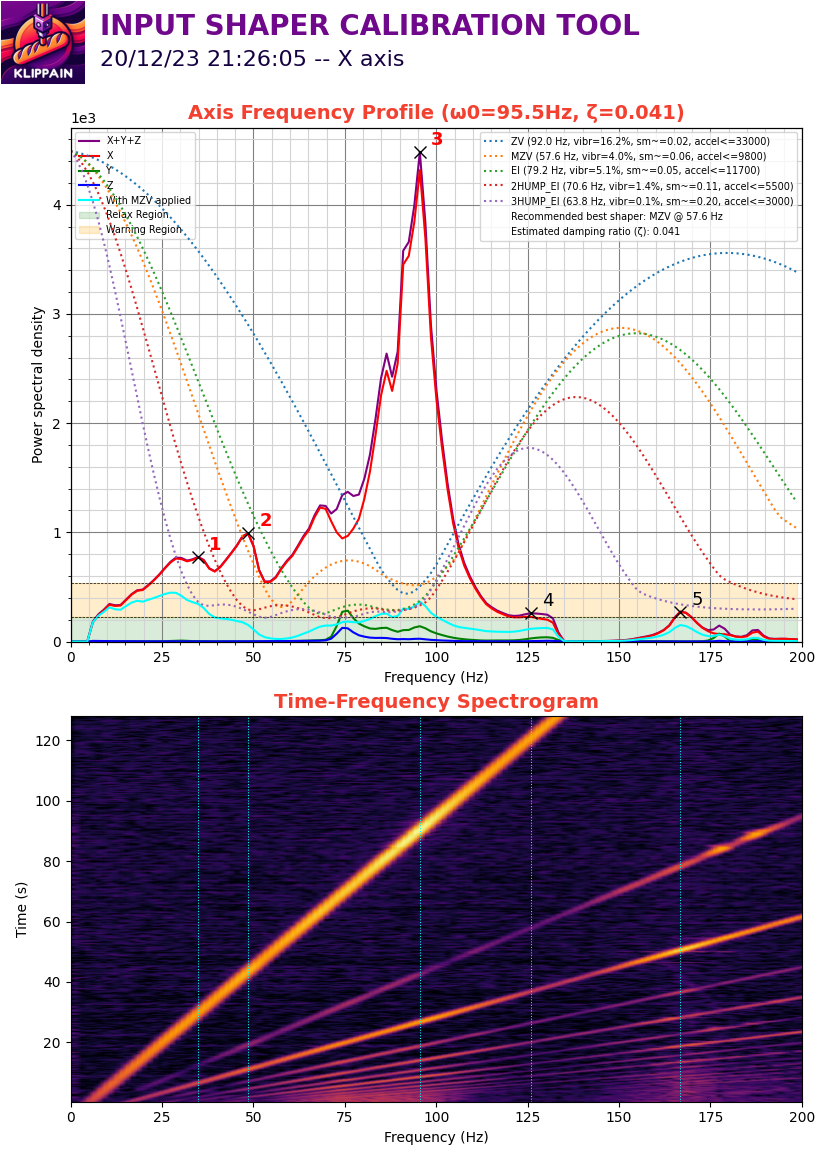 KLIPPAIN
INPUT SHAPER CALIBRATION TOOL
20/12/23 21:26:05 -- X axis
Axis Frequency Profile (ω0=95.5Hz, ζ=0.041)
1e3
X+Y+Z
X
Y
Z
With MZV applied
Relax Region
Warning Region
ZV (92.0 Hz, vibr=16.2%, sm~=0.02, accel<=33000)
MZV (57.6 Hz, vibr=4.0%, sm~=0.06, accel<=9800)
EI (79.2 Hz, vibr=5.1%, sm~=0.05, accel<=11700)
2HUMP_EI (70.6 Hz, vibr=1.4%, sm~=0.11, accel<=5500)
3HUMP_EI (63.8 Hz, vibr=0.1%, sm~=0.20, accel<=3000)
Recommended best shaper: MZV @ 57.6 Hz
Estimated damping ratio (ζ): 0.041
3
1
2
4
5
Power spectral density
4
3
2
1
0
0 25 50 75 100 125 150 175 200
Frequency (Hz)
Time-Frequency Spectrogram
Time (s)
120
100
80
60
40
20
0 25 50 75 100 125 150 175 200
Frequency (Hz)